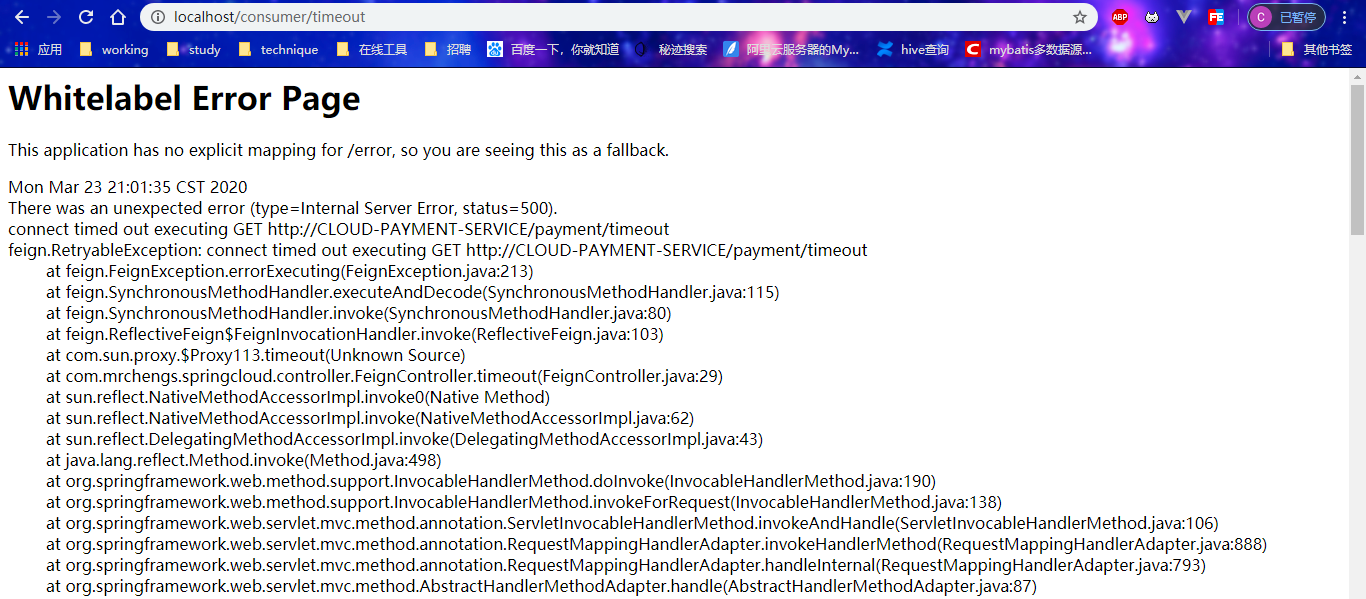 localhost/consumer/timeout
ABP
FE
C 已暂停
应用 working study technique 在线工具 招聘 百度一下，你就知道 秘迹搜索 阿里云服务器的My... hive查询 C mybatis多数据源... 其他书签
Whitelabel Error Page
This application has no explicit mapping for /error, so you are seeing this as a fallback.
Mon Mar 23 21:01:35 CST 2020
There was an unexpected error (type=Internal Server Error, status=500).
connect timed out executing GET http://CLOUD-PAYMENT-SERVICE/payment/timeout
feign.RetryableException: connect timed out executing GET http://CLOUD-PAYMENT-SERVICE/payment/timeout
at feign.FeignException.errorExecuting(FeignException.java:213)
at feign.SynchronousMethodHandler.executeAndDecode(SynchronousMethodHandler.java:115)
at feign.SynchronousMethodHandler.invoke(SynchronousMethodHandler.java:80)
at feign.ReflectiveFeign$FeignInvocationHandler.invoke(ReflectiveFeign.java:103)
at com.sun.proxy.$Proxy113.timeout(Unknown Source)
at com.mrchengs.springcloud.controller.FeignController.timeout(FeignController.java:29)
at sun.reflect.NativeMethodAccessorImpl.invoke0(Native Method)
at sun.reflect.NativeMethodAccessorImpl.invoke(NativeMethodAccessorImpl.java:62)
at sun.reflect.DelegatingMethodAccessorImpl.invoke(DelegatingMethodAccessorImpl.java:43)
at java.lang.reflect.Method.invoke(Method.java:498)
at org.springframework.web.method.support.InvocableHandlerMethod.doInvoke(InvocableHandlerMethod.java:190)
at org.springframework.web.method.support.InvocableHandlerMethod.invokeForRequest(InvocableHandlerMethod.java:138)
at org.springframework.web.servlet.mvc.method.annotation.ServletInvocableHandlerMethod.invokeAndHandle(ServletInvocableHandlerMethod.java:106)
at org.springframework.web.servlet.mvc.method.annotation.RequestMappingHandlerAdapter.invokeHandlerMethod(RequestMappingHandlerAdapter.java:888)
at org.springframework.web.servlet.mvc.method.annotation.RequestMappingHandlerAdapter.handleInternal(RequestMappingHandlerAdapter.java:793)
at org.springframework.web.servlet.mvc.method.AbstractHandlerMethodAdapter.handle(AbstractHandlerMethodAdapter.java:87)